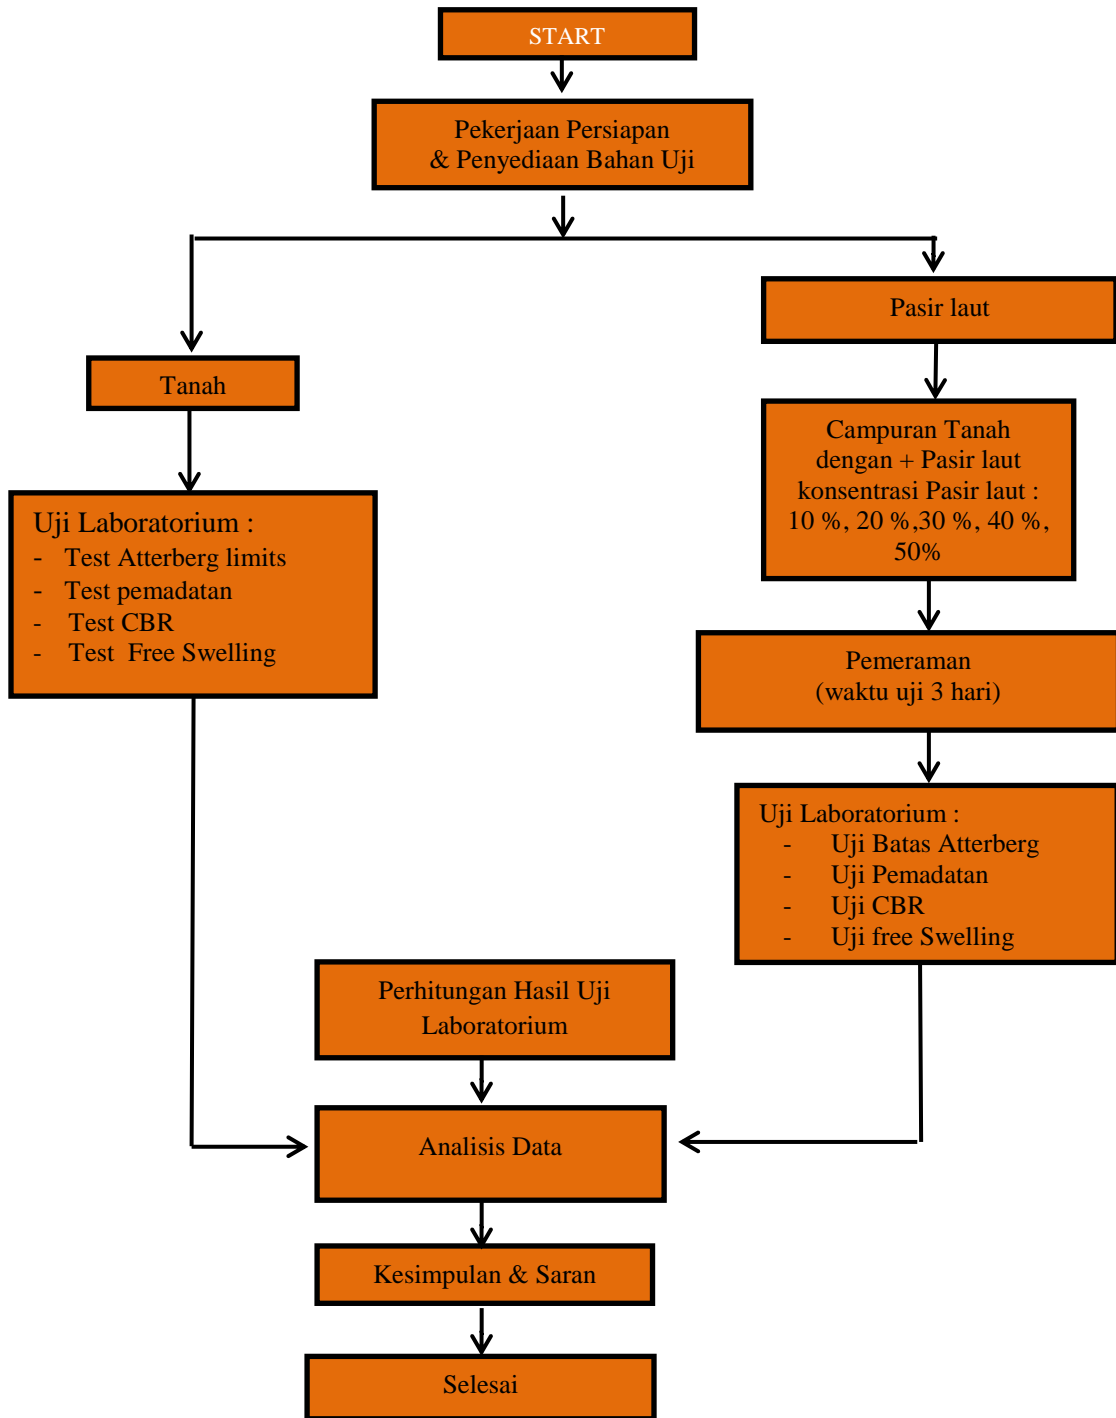 START
Pekerjaan Persiapan
& Penyediaan Bahan Uji
Pasir laut
Tanah
Campuran Tanah
dengan + Pasir laut
konsentrasi Pasir laut :
10 %, 20 %,30 %, 40 %,
50%
Uji Laboratorium :
- Test Atterberg limits
- Test pemadatan
- Test CBR
- Test Free Swelling
Pemeraman
(waktu uji 3 hari)
Uji Laboratorium :
- Uji Batas Atterberg
- Uji Pemadatan
- Uji CBR
- Uji free Swelling
Perhitungan Hasil Uji
Laboratorium
Analisis Data
Kesimpulan & Saran
Selesai